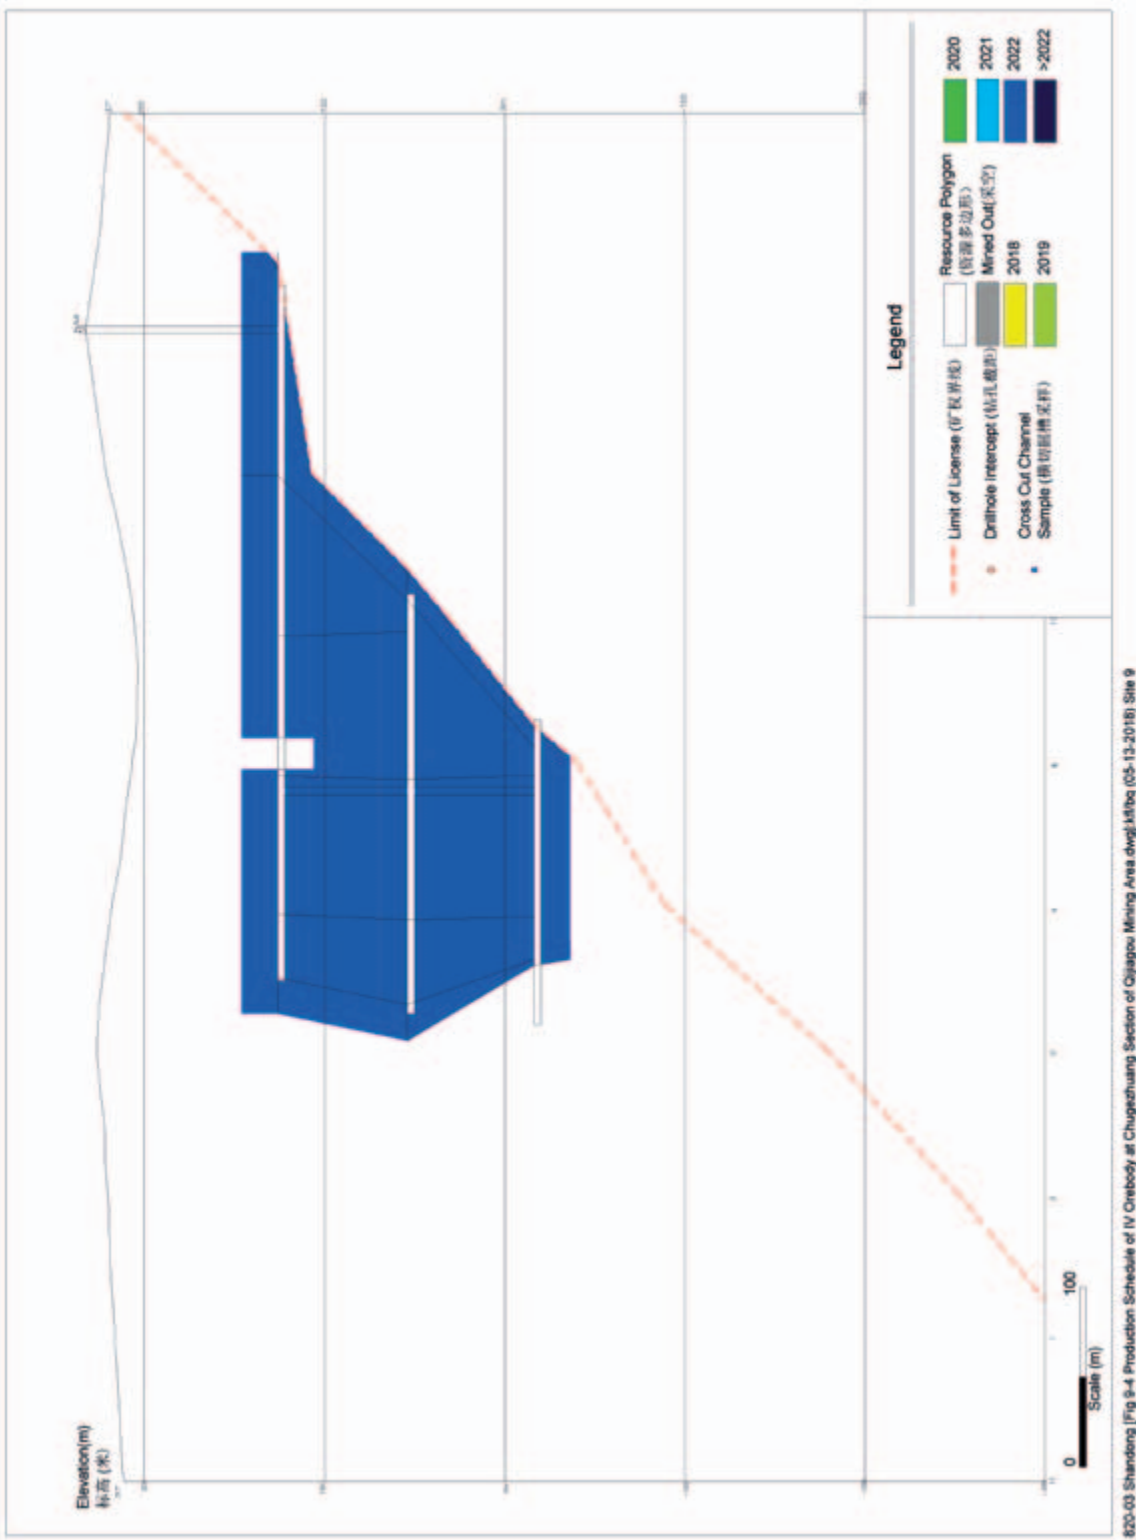 Elevation(m)
标高 (米)
Legend
Limit of License (矿权界线)
Drillhole Intercept (钻孔截距)
Cross Cut Channel
Sample (横切刻槽采样)
Resource Polygon
(资源多边形)
Mined Out(采空)
2018
2019
2020
2021
2022
>2022
0
100
Scale (m)
820-03 Shandong [Fig 9-4 Production Schedule of IV Orebody at Chugezhuang Section of Qijiagou Mining Area.dwg]:kfl/bq (05-13-2018) Site 9